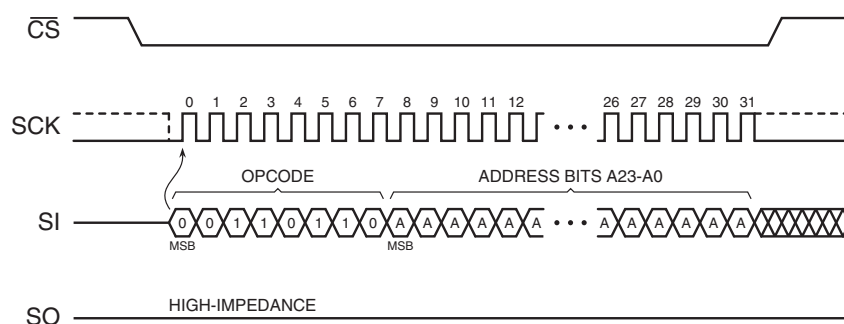 CS
0 1 2 3 4 5 6 7 8 9 10 11 12 26 27 28 29 30 31
SCK
OPCODE ADDRESS BITS A23-A0
SI 0 0 1 1 0 1 1 0 A A A A A A A A A A A A
MSB MSB
HIGH-IMPEDANCE
SO